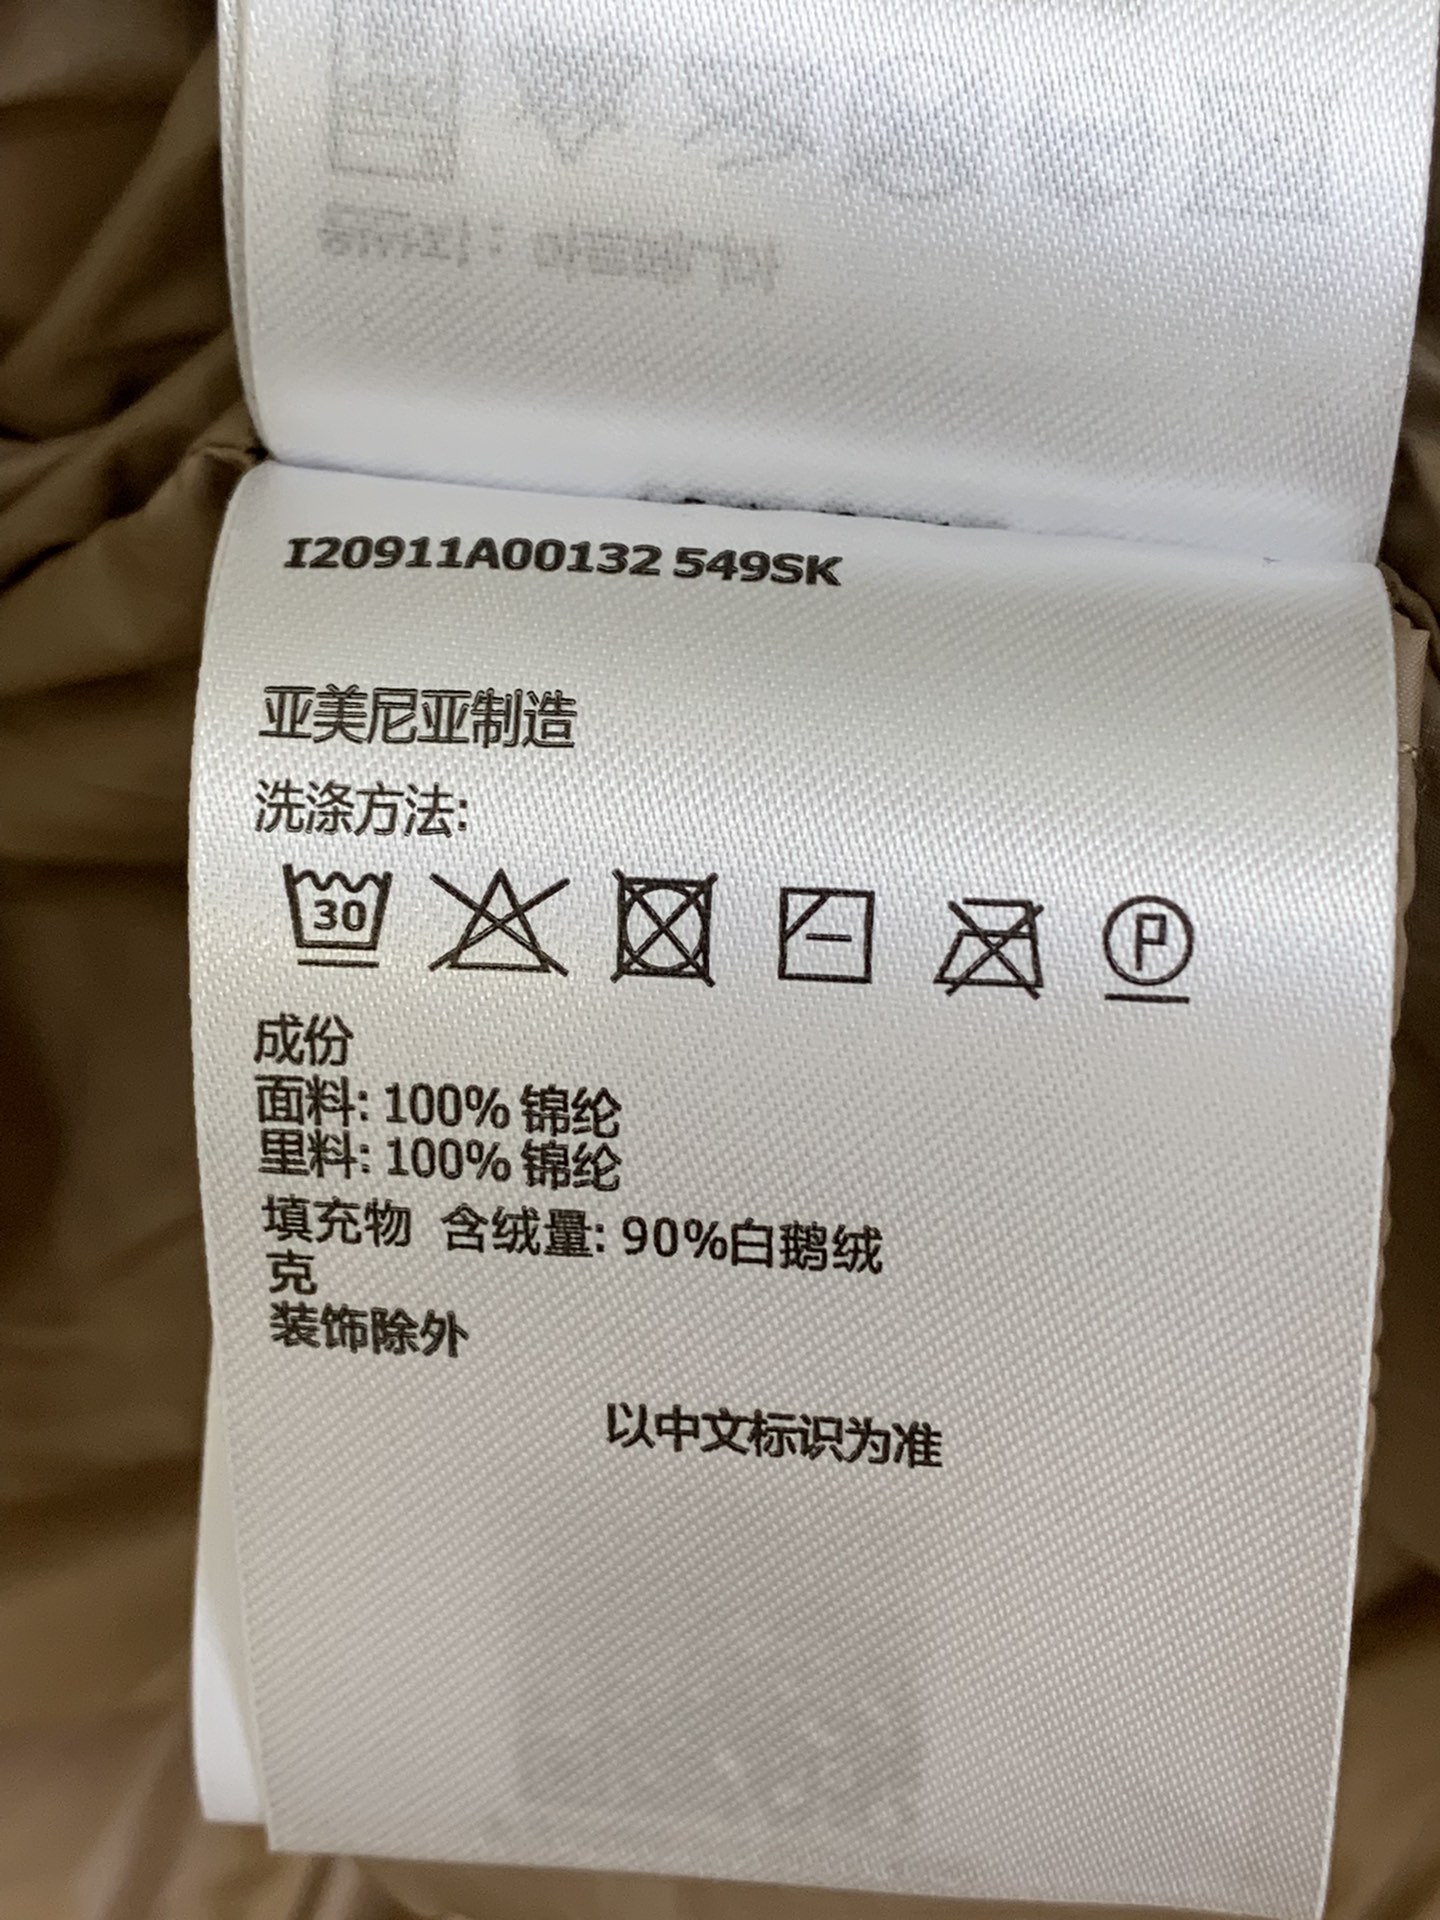 I20911A00132 549SK
亚美尼亚制造
洗涤方法:
30
P
成份
面料: 100% 锦纶
里料: 100% 锦纶
填充物 含绒量: 90%白鹅绒
克
装饰除外
以中文标识为准